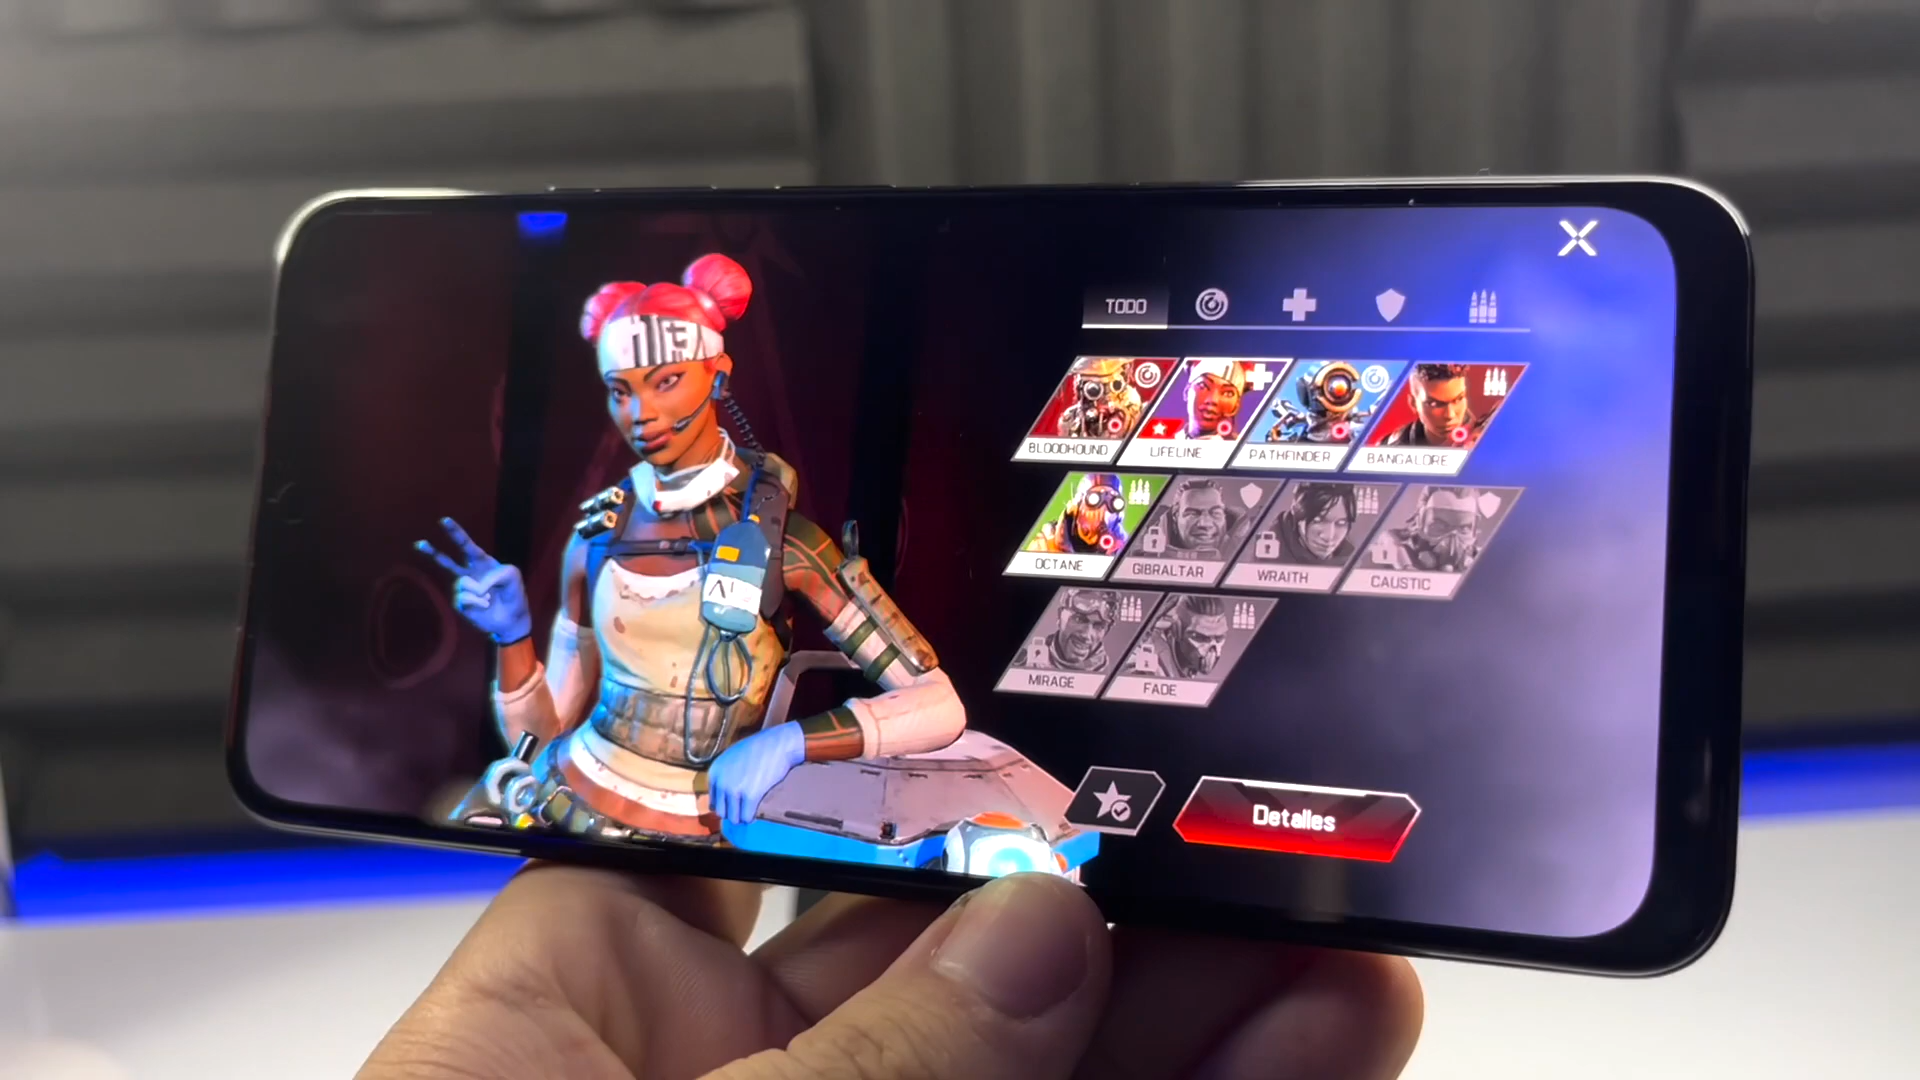 TODO
BLOODHOUND
LIFELINE
PATHFINDER
BANGALORE
OCTANE
GIBRALTAR
WRAITH
CAUSTIC
MIRAGE
FADE
Detalles